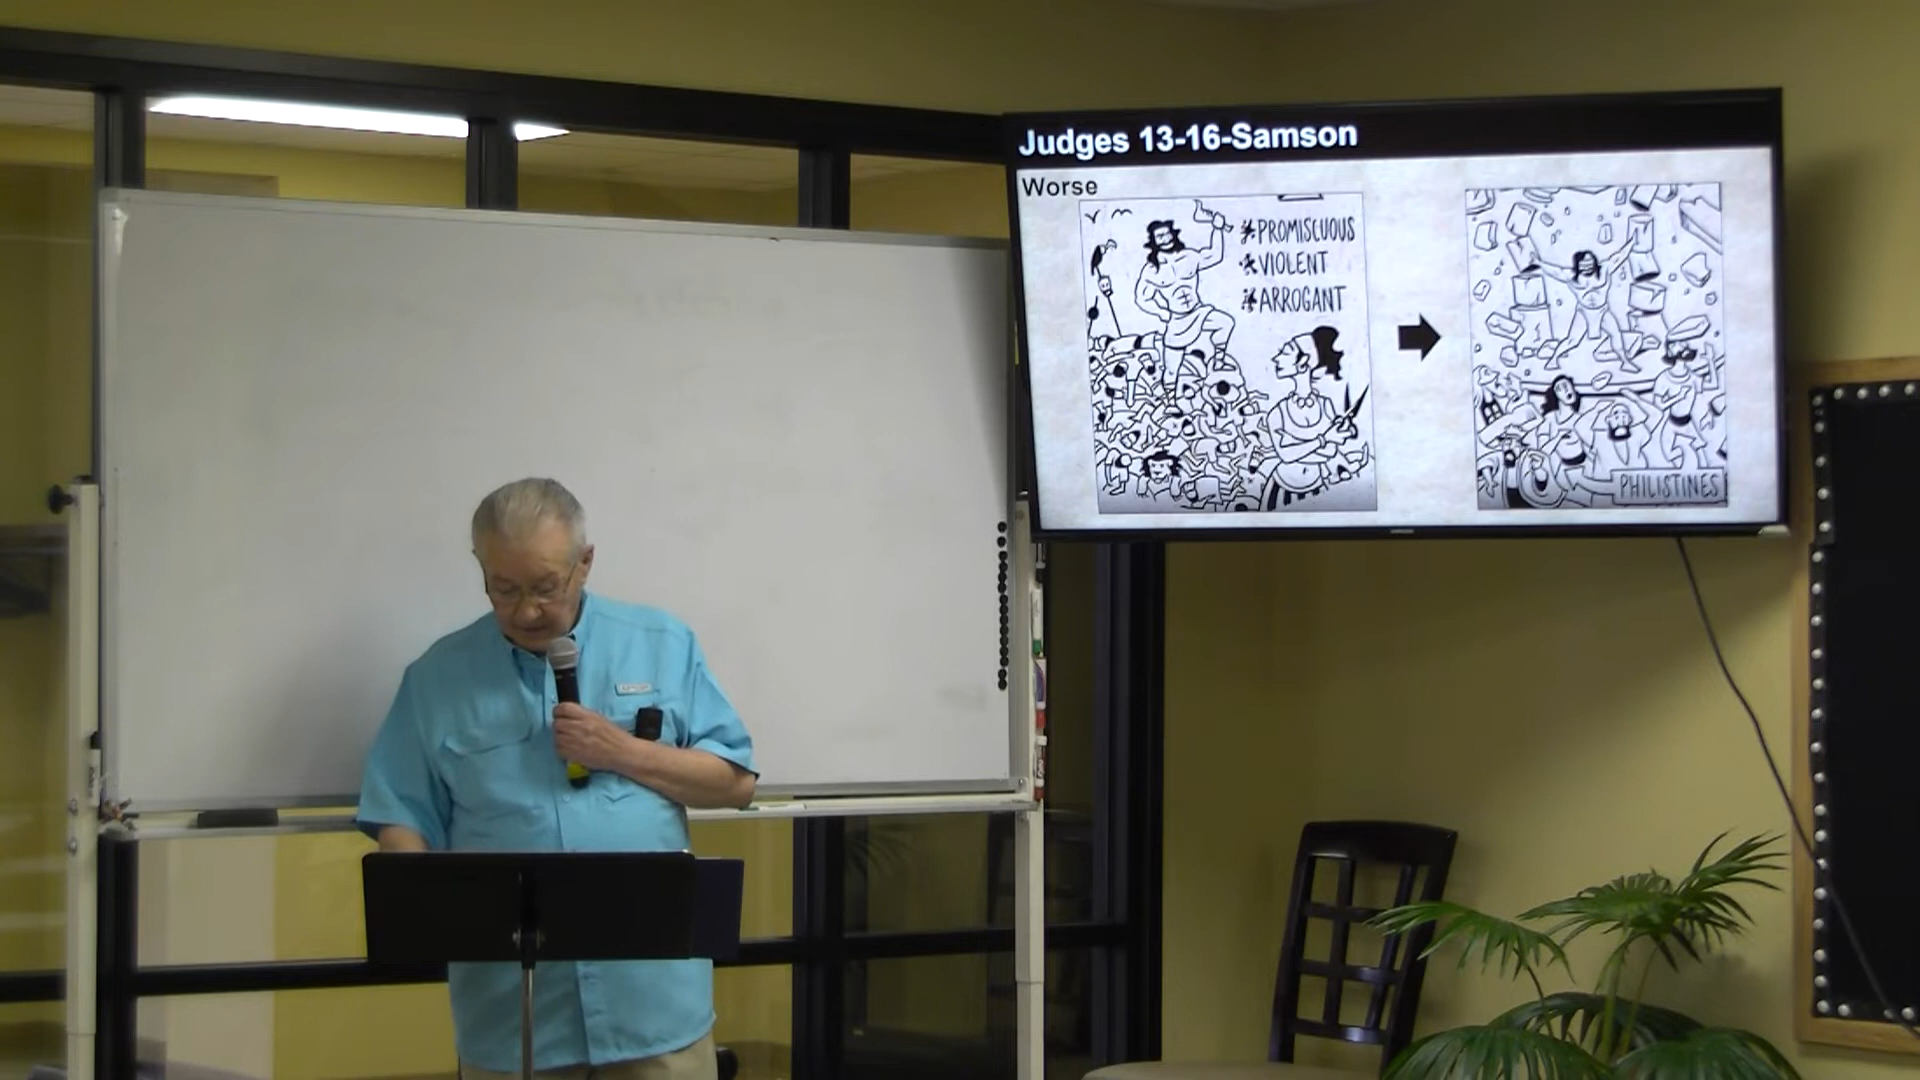 Judges 13-16-Samson
Worse
*PROMISCUOUS
*VIOLENT
*ARROGANT
PHILISTINES